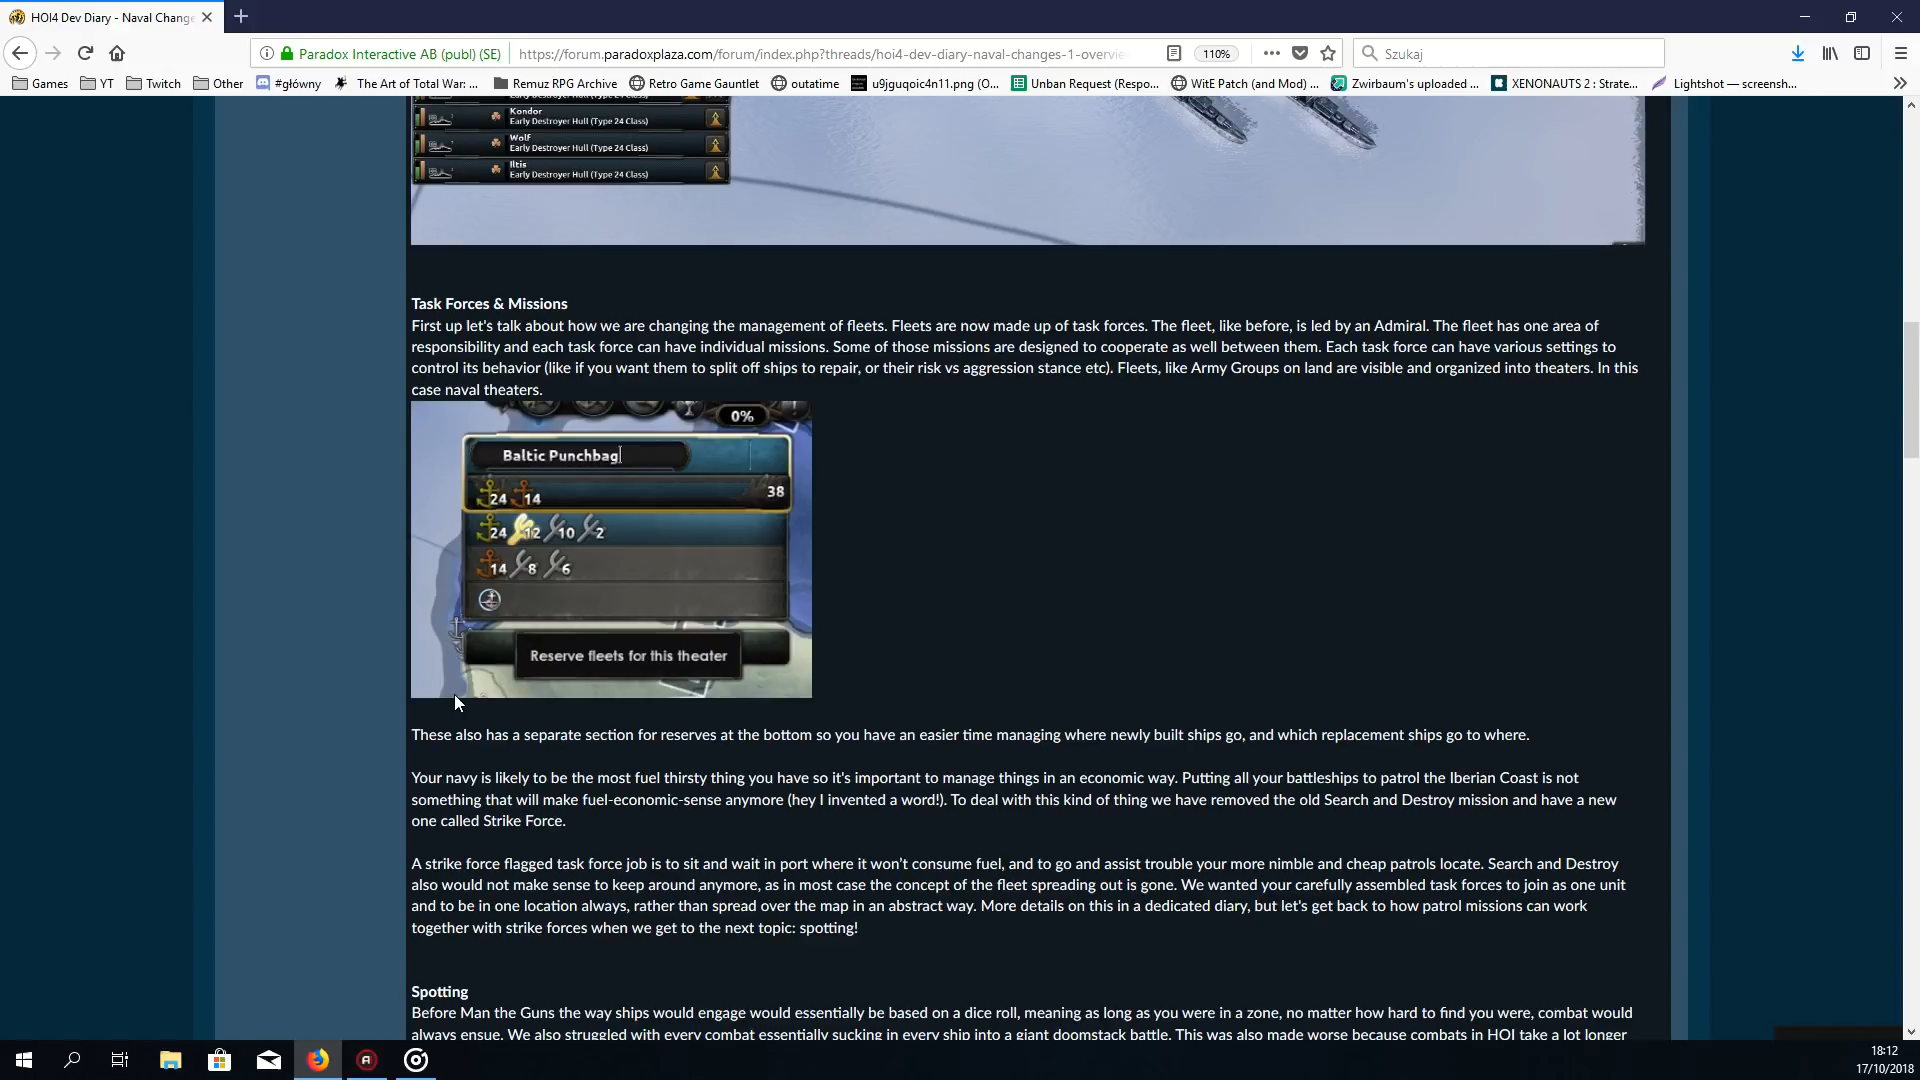 HOI4 Dev Diary - Naval Change
Paradox Interactive AB (publ) (SE)
https://forum.paradoxplaza.com/forum/index.php?threads/hoi4-dev-diary-naval-changes-1-overvie
110%
Szukaj
Games
YT
Twitch
Other
#główny
The Art of Total War: ...
Remuz RPG Archive
Retro Game Gauntlet
outatime
u9jguqoic4n11.png (O...
Unban Request (Respo...
WitE Patch (and Mod) ...
Zwirbaum's uploaded ...
XENONAUTS 2 : Strate...
Lightshot — screensh...
Early Destroyer Hull (Type 24 Class)
Kondor
Early Destroyer Hull (Type 24 Class)
Wolf
Early Destroyer Hull (Type 24 Class)
Iltis
Early Destroyer Hull (Type 24 Class)
Task Forces & Missions
First up let's talk about how we are changing the management of fleets. Fleets are now made up of task forces. The fleet, like before, is led by an Admiral. The fleet has one area of
responsibility and each task force can have individual missions. Some of those missions are designed to cooperate as well between them. Each task force can have various settings to
control its behavior (like if you want them to split off ships to repair, or their risk vs aggression stance etc). Fleets, like Army Groups on land are visible and organized into theaters. In this
case naval theaters.
0%
Baltic Punchbag
24 14 38
24 12 10 2
14 8 6
Reserve fleets for this theater
These also has a separate section for reserves at the bottom so you have an easier time managing where newly built ships go, and which replacement ships go to where.
Your navy is likely to be the most fuel thirsty thing you have so it's important to manage things in an economic way. Putting all your battleships to patrol the Iberian Coast is not
something that will make fuel-economic-sense anymore (hey I invented a word!). To deal with this kind of thing we have removed the old Search and Destroy mission and have a new
one called Strike Force.
A strike force flagged task force job is to sit and wait in port where it won't consume fuel, and to go and assist trouble your more nimble and cheap patrols locate. Search and Destroy
also would not make sense to keep around anymore, as in most case the concept of the fleet spreading out is gone. We wanted your carefully assembled task forces to join as one unit
and to be in one location always, rather than spread over the map in an abstract way. More details on this in a dedicated diary, but let's get back to how patrol missions can work
together with strike forces when we get to the next topic: spotting!
Spotting
Before Man the Guns the way ships would engage would essentially be based on a dice roll, meaning as long as you were in a zone, no matter how hard to find you were, combat would
always ensue. We also struggled with every combat essentially sucking in every ship into a giant doomstack battle. This was also made worse because combats in HOI take a lot longer
18:12
17/10/2018